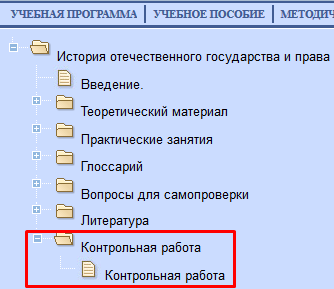 УЧЕБНАЯ ПРОГРАММА УЧЕБНОЕ ПОСОБИЕ МЕТОДИЧ
История отечественного государства и права
Введение.
Теоретический материал
Практические занятия
Глоссарий
Вопросы для самопроверки
Литература
Контрольная работа
Контрольная работа